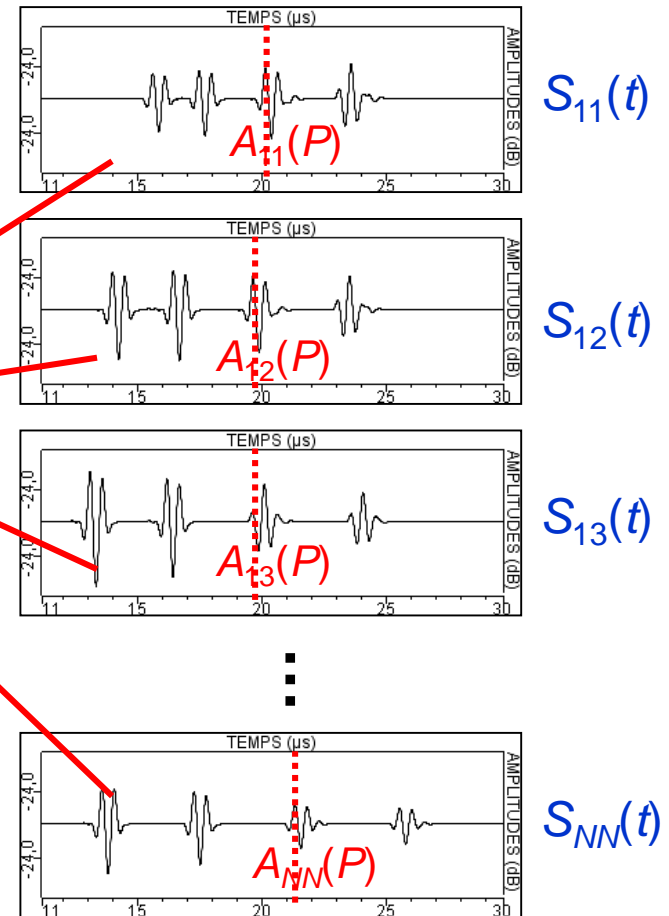 TEMPS (µs)
-24,0
-24,0
AMPLITUDES (dB)
A11(P)
S11(t)
11 15 20 25 30
TEMPS (µs)
-24,0
-24,0
AMPLITUDES (dB)
A12(P)
S12(t)
11 15 20 25 30
TEMPS (µs)
-24,0
-24,0
AMPLITUDES (dB)
A13(P)
S13(t)
11 15 20 25 30
TEMPS (µs)
-24,0
-24,0
AMPLITUDES (dB)
ANN(P)
SNN(t)
11 15 20 25 30